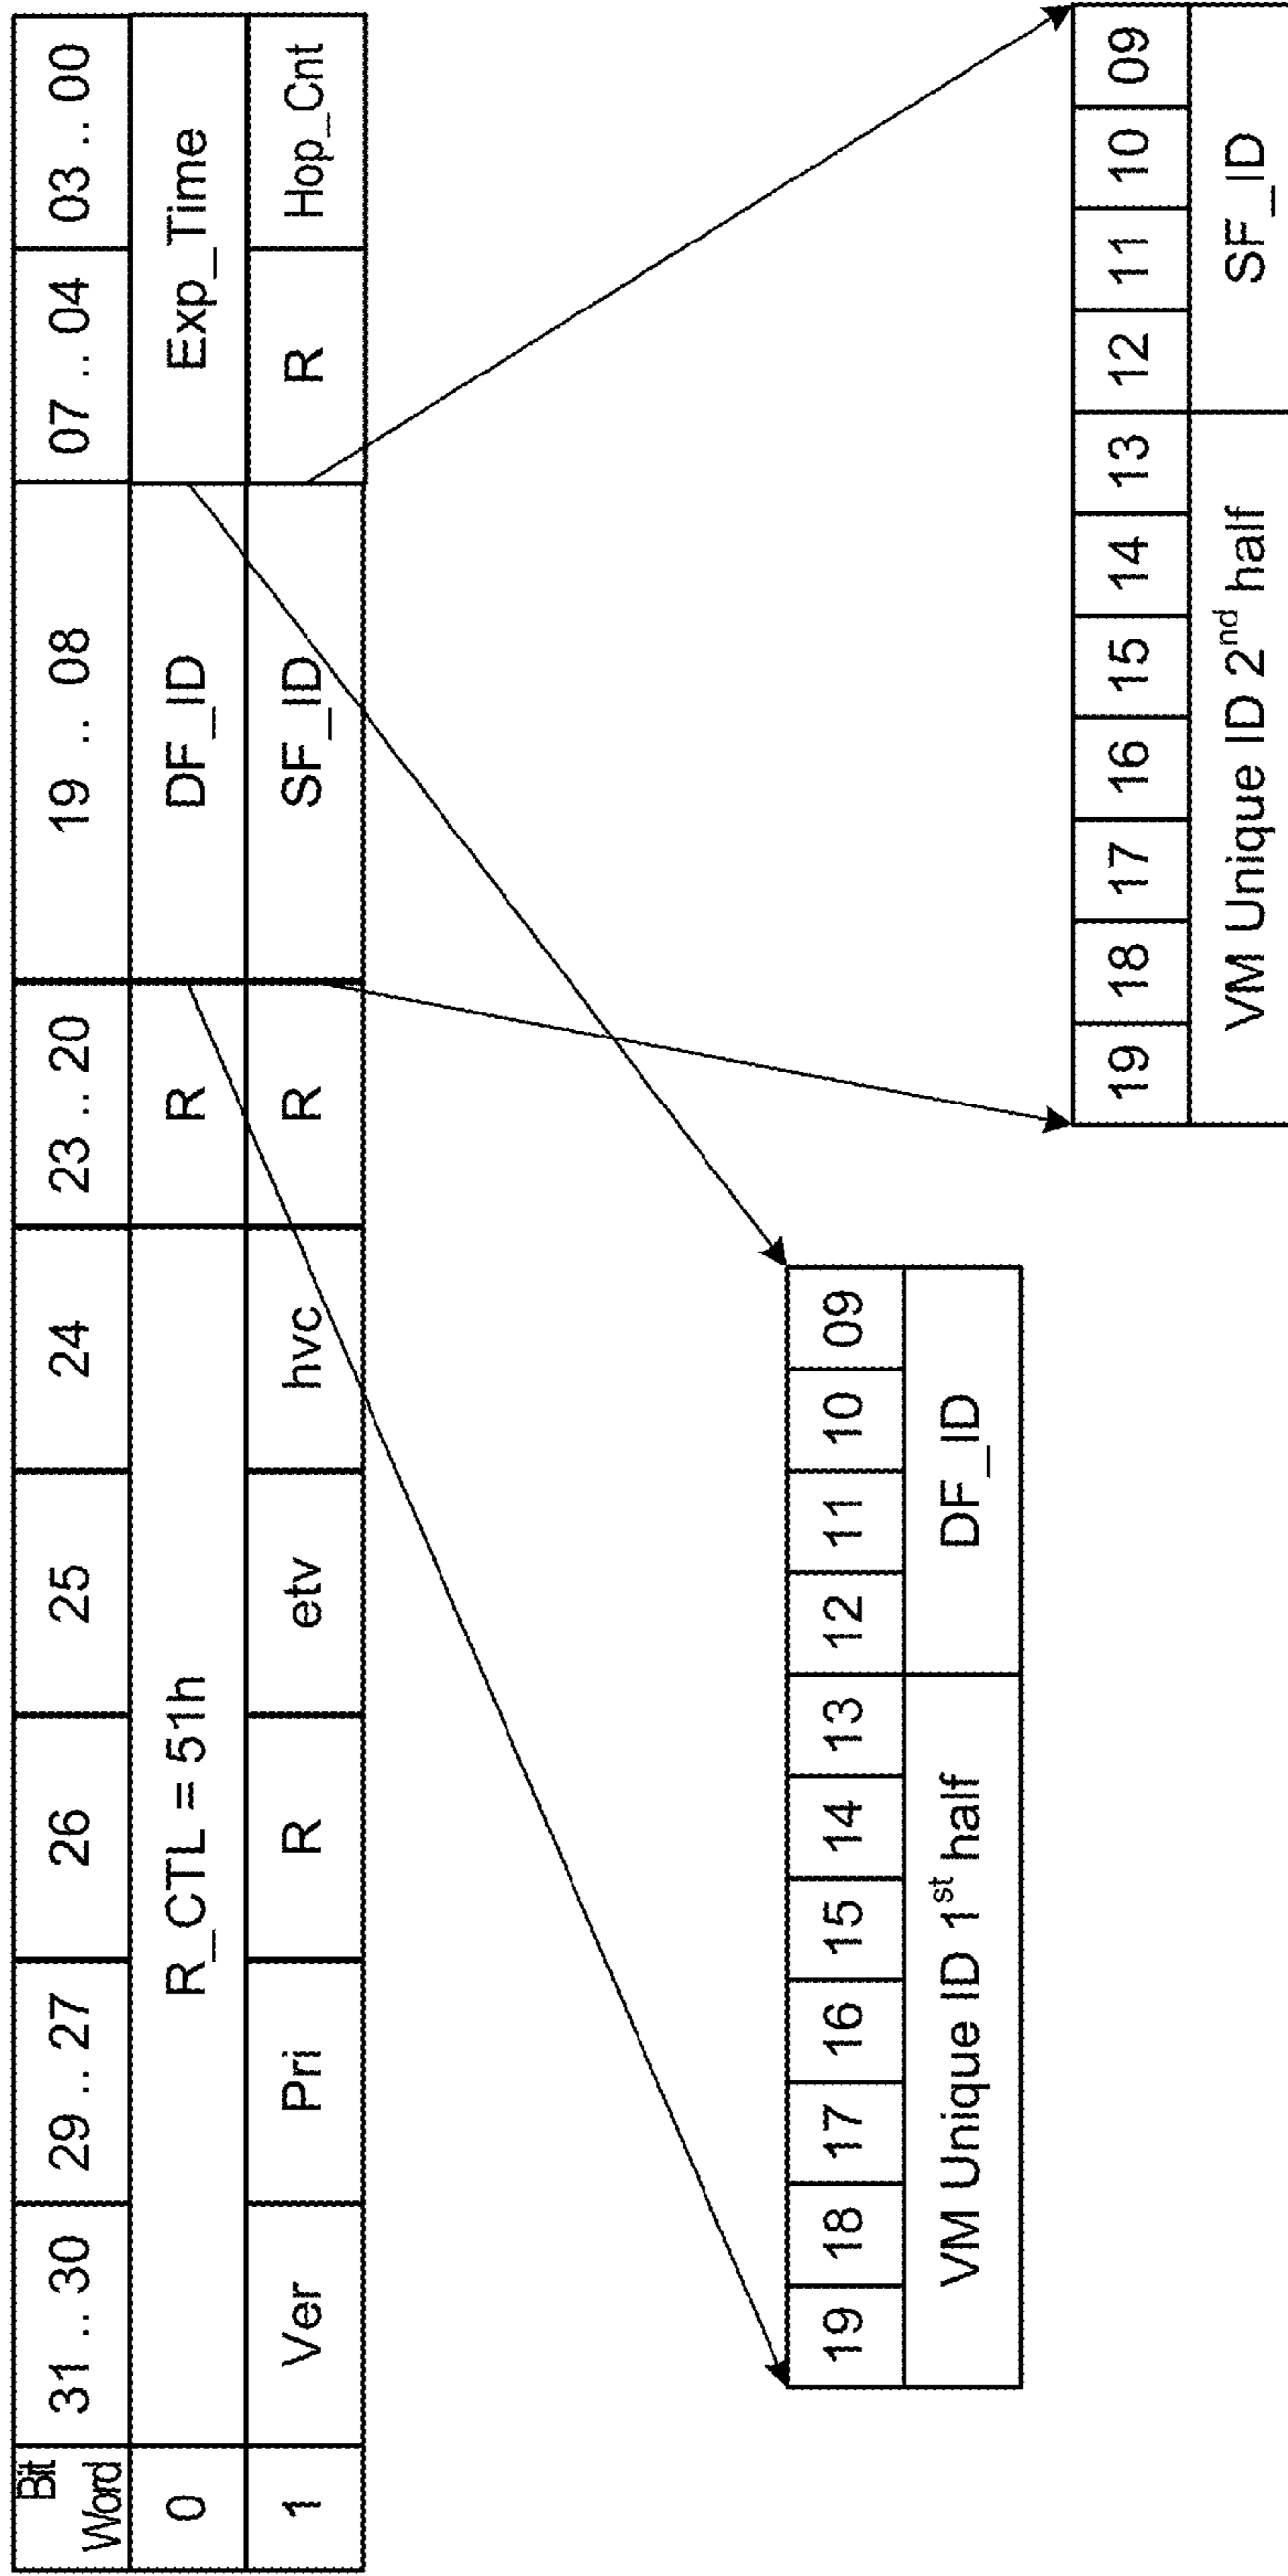 Bit Word 31 .. 30 29 .. 27 26 25 24 23 .. 20 19 .. 08 07 .. 04 03 .. 00
0 R_CTL = 51h R DF_ID Exp_Time
1 Ver Pri R etv hvc R SF_ID R Hop_Cnt
19 18 17 16 15 14 13 12 11 10 09
VM Unique ID 1st half DF_ID
19 18 17 16 15 14 13 12 11 10 09
VM Unique ID 2nd half SF_ID